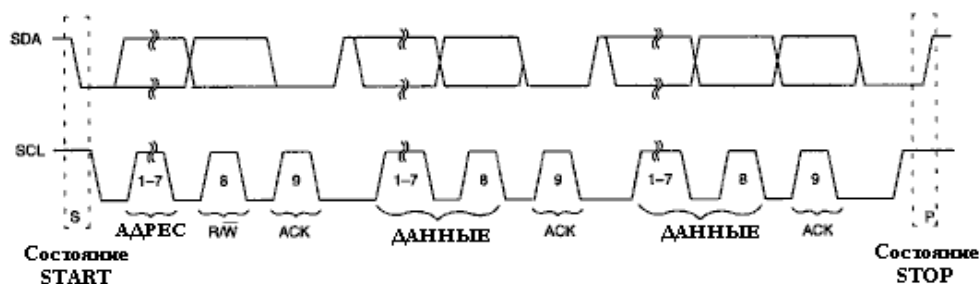 SDA
SCL
1–7 8 9 1–7 8 9 1–7 8 9
S АДРЕС R/W̅ ACK ДАННЫЕ ACK ДАННЫЕ ACK P
Состояние START
Состояние STOP